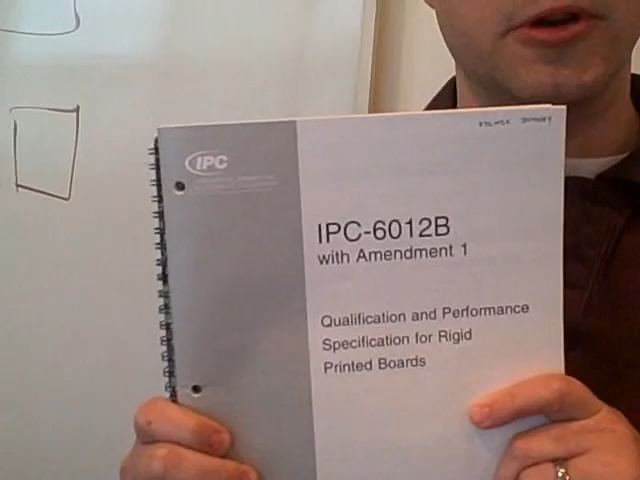 IPC
IPC-6012B
with Amendment 1
Qualification and Performance
Specification for Rigid
Printed Boards